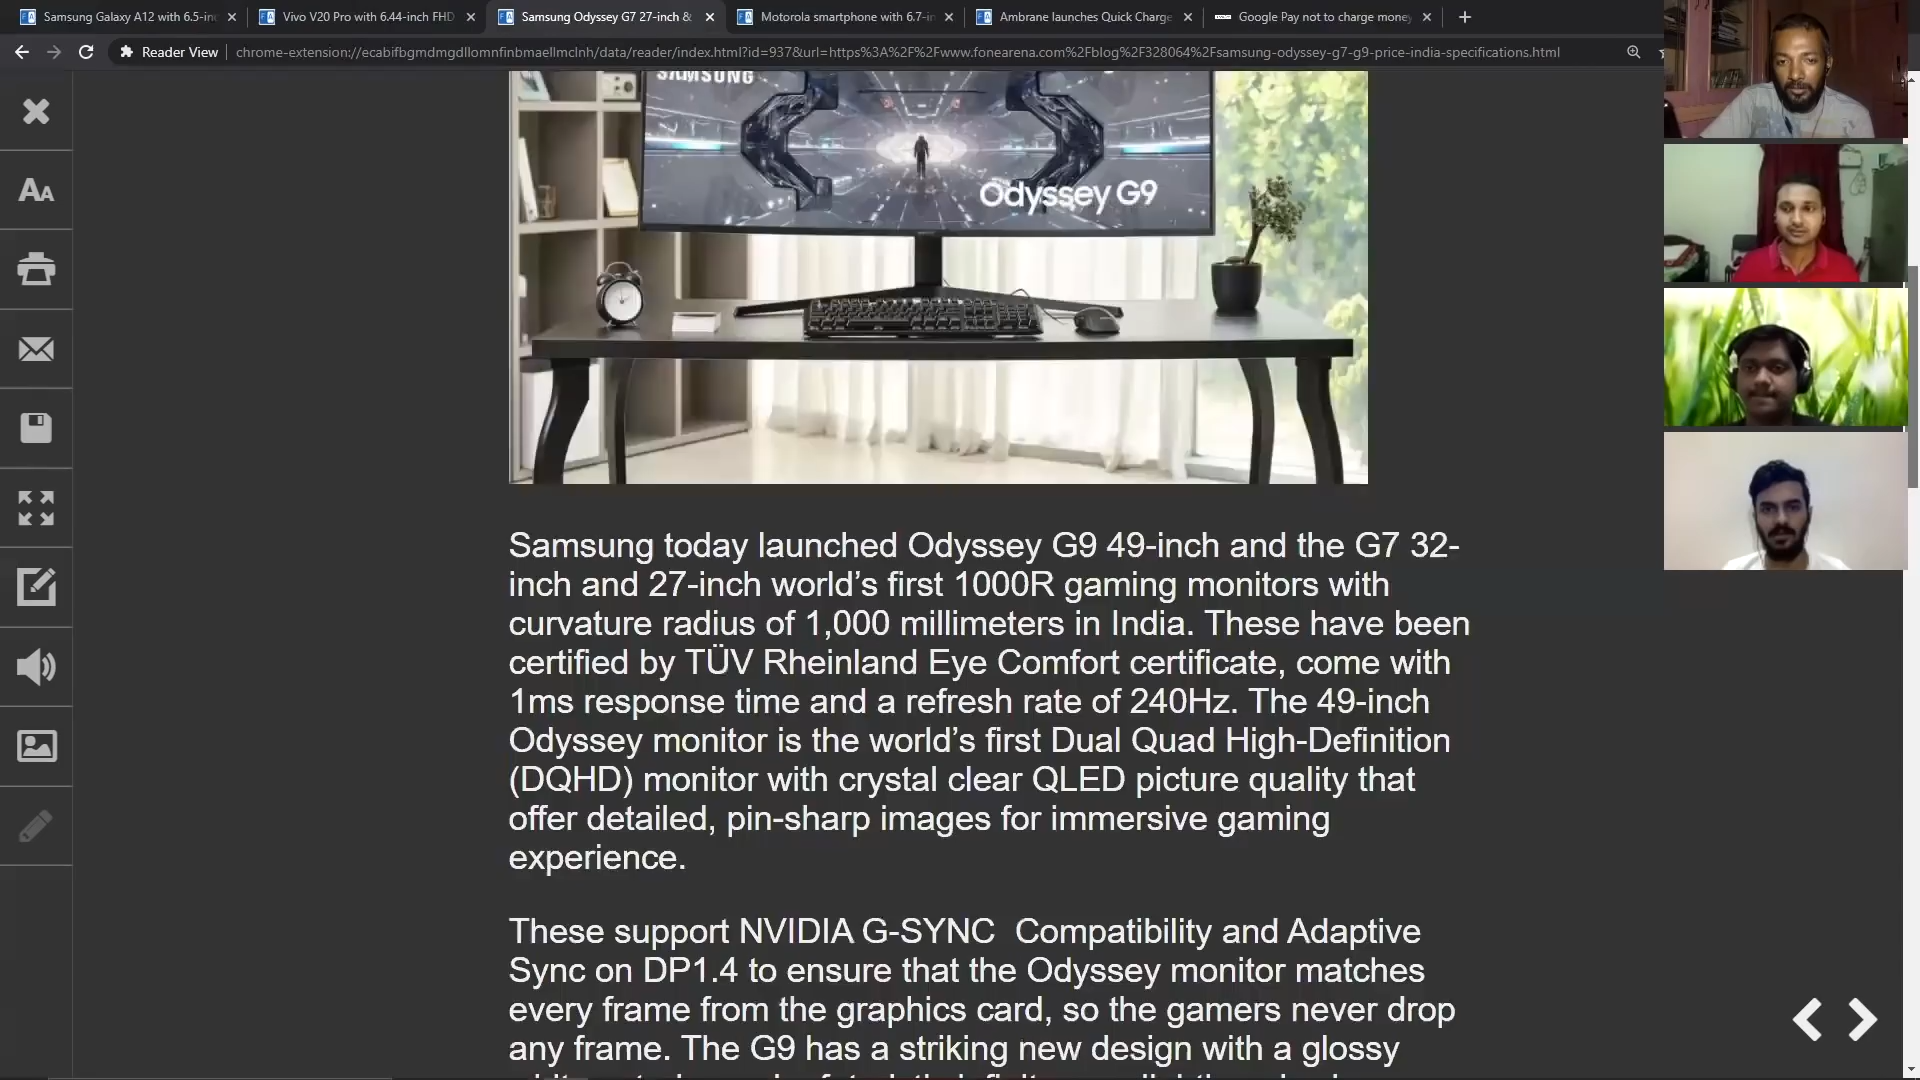 Samsung Galaxy A12 with 6.5-in
Vivo V20 Pro with 6.44-inch FHD
Samsung Odyssey G7 27-inch &
Motorola smartphone with 6.7-in
Ambrane launches Quick Charge
Google Pay not to charge money
Reader View
chrome-extension://ecabifbgmdmgdllomnfinbmaellmclnh/data/reader/index.html?id=937&url=https%3A%2F%2Fwww.fonearena.com%2Fblog%2F328064%2Fsamsung-odyssey-g7-g9-price-india-specifications.html
SAMSUNG
Odyssey G9
Samsung today launched Odyssey G9 49-inch and the G7 32-
inch and 27-inch world’s first 1000R gaming monitors with
curvature radius of 1,000 millimeters in India. These have been
certified by TÜV Rheinland Eye Comfort certificate, come with
1ms response time and a refresh rate of 240Hz. The 49-inch
Odyssey monitor is the world’s first Dual Quad High-Definition
(DQHD) monitor with crystal clear QLED picture quality that
offer detailed, pin-sharp images for immersive gaming
experience.
These support NVIDIA G-SYNC  Compatibility and Adaptive
Sync on DP1.4 to ensure that the Odyssey monitor matches
every frame from the graphics card, so the gamers never drop
any frame. The G9 has a striking new design with a glossy